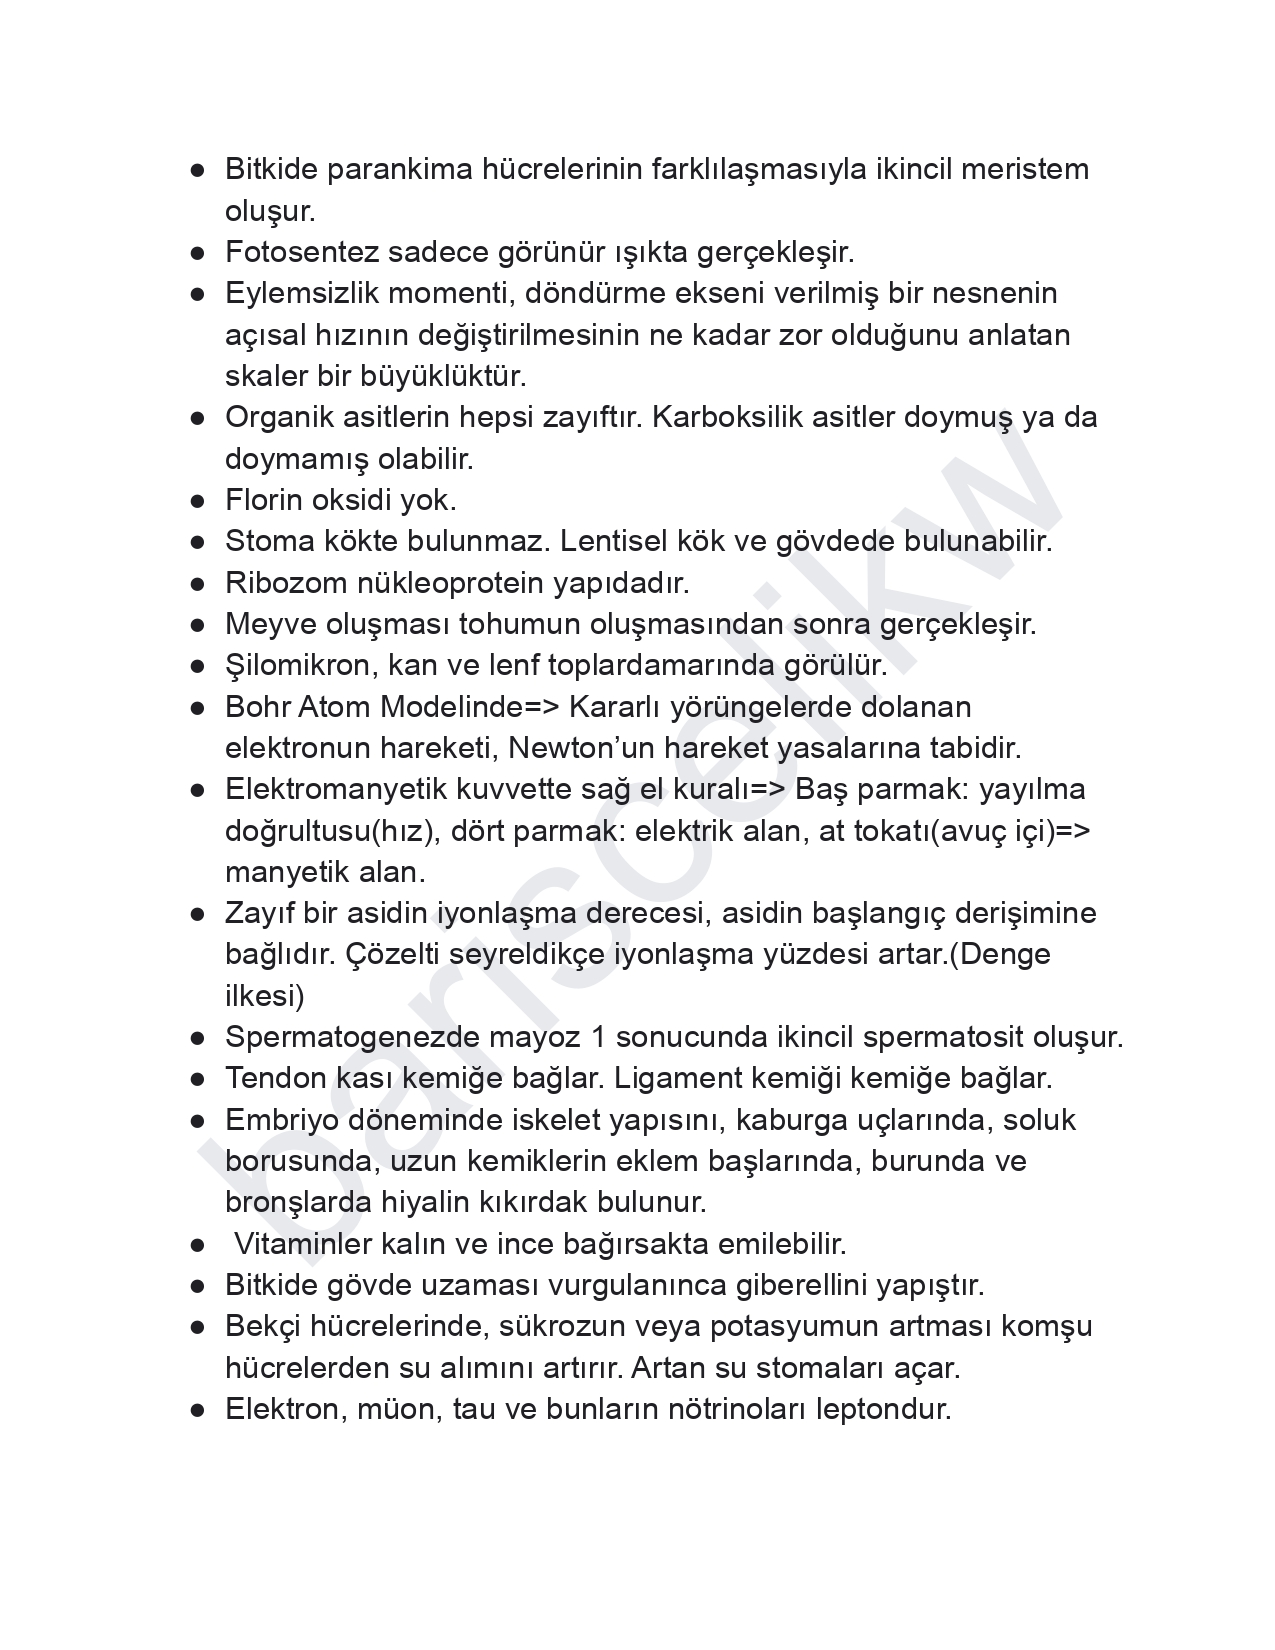 ● Bitkide parankima hücrelerinin farklılaşmasıyla ikincil meristem
oluşur.
● Fotosentez sadece görünür ışıkta gerçekleşir.
● Eylemsizlik momenti, döndürme ekseni verilmiş bir nesnenin
açısal hızının değiştirilmesinin ne kadar zor olduğunu anlatan
skaler bir büyüklüktür.
● Organik asitlerin hepsi zayıftır. Karboksilik asitler doymuş ya da
doymamış olabilir.
● Florin oksidi yok.
● Stoma kökte bulunmaz. Lentisel kök ve gövdede bulunabilir.
● Ribozom nükleoprotein yapıdadır.
● Meyve oluşması tohumun oluşmasından sonra gerçekleşir.
● Şilomikron, kan ve lenf toplardamarında görülür.
● Bohr Atom Modelinde=> Kararlı yörüngelerde dolanan
elektronun hareketi, Newton’un hareket yasalarına tabidir.
● Elektromanyetik kuvvette sağ el kuralı=> Baş parmak: yayılma
doğrultusu(hız), dört parmak: elektrik alan, at tokatı(avuç içi)=>
manyetik alan.
● Zayıf bir asidin iyonlaşma derecesi, asidin başlangıç derişimine
bağlıdır. Çözelti seyreldikçe iyonlaşma yüzdesi artar.(Denge
ilkesi)
● Spermatogenezde mayoz 1 sonucunda ikincil spermatosit oluşur.
● Tendon kası kemiğe bağlar. Ligament kemiği kemiğe bağlar.
● Embriyo döneminde iskelet yapısını, kaburga uçlarında, soluk
borusunda, uzun kemiklerin eklem başlarında, burunda ve
bronşlarda hiyalin kıkırdak bulunur.
● Vitaminler kalın ve ince bağırsakta emilebilir.
● Bitkide gövde uzaması vurgulanınca giberellini yapıştır.
● Bekçi hücrelerinde, sükrozun veya potasyumun artması komşu
hücrelerden su alımını artırır. Artan su stomaları açar.
● Elektron, müon, tau ve bunların nötrinoları leptondur.
bariscelikw